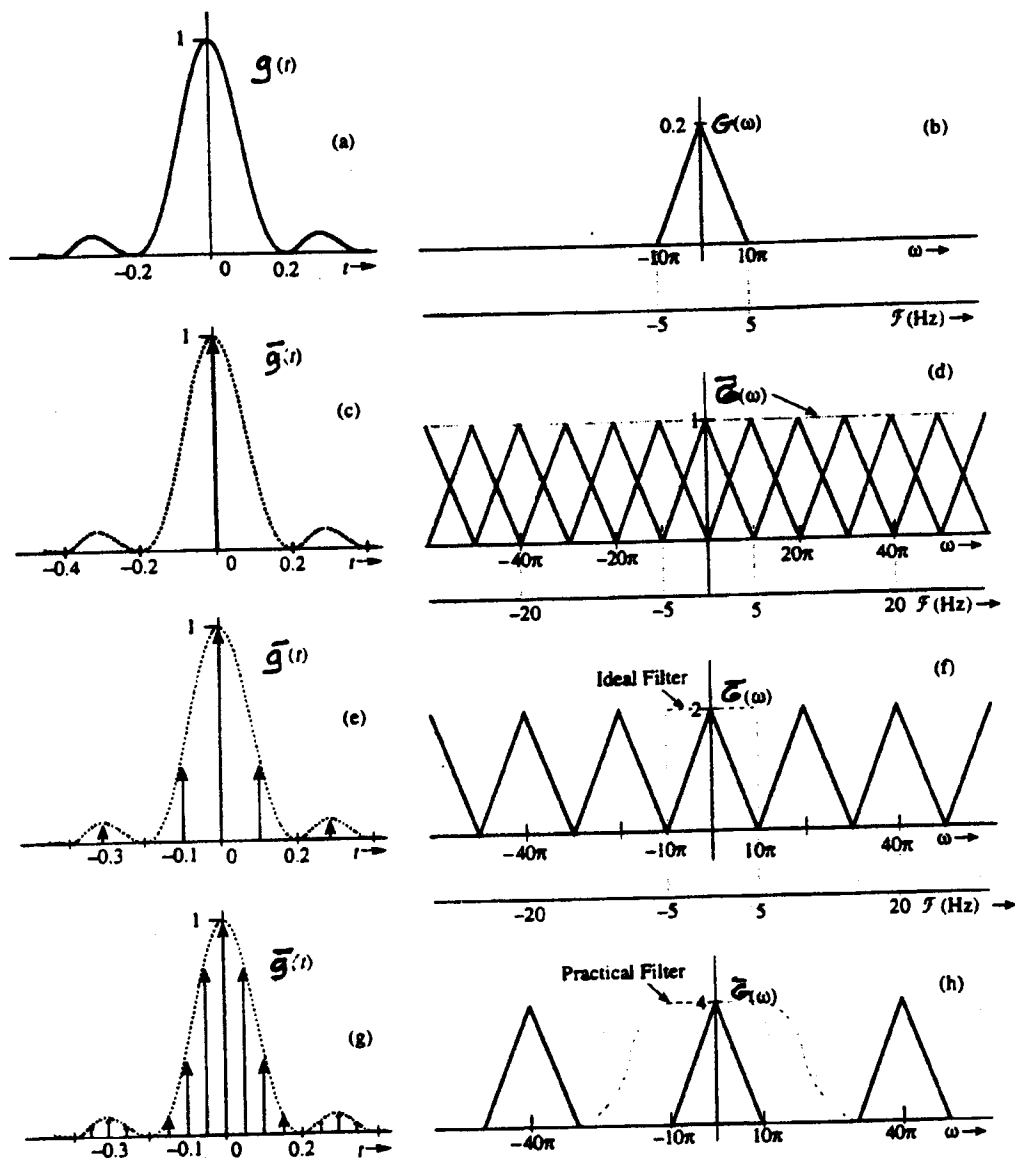 1
g(t)
(a)
-0.2 0 0.2 t→
0.2 G(ω)
(b)
-10π 10π ω→
-5 5 𝓕(Hz) →
1
ḡ(t)
(c)
-0.4 -0.2 0 0.2 t→
(d)
Ḡ(ω)
1
-40π -20π 20π 40π ω→
-20 -5 5 20 𝓕(Hz) →
1
ḡ(t)
(e)
-0.3 -0.1 0 0.2 t→
(f)
Ideal Filter
2 Ḡ(ω)
-40π -10π 10π 40π ω→
-20 -5 5 20 𝓕(Hz) →
1
ḡ(t)
(g)
-0.3 -0.1 0 0.2 t→
Practical Filter
(h)
4 Ḡ(ω)
-40π -10π 10π 40π ω→